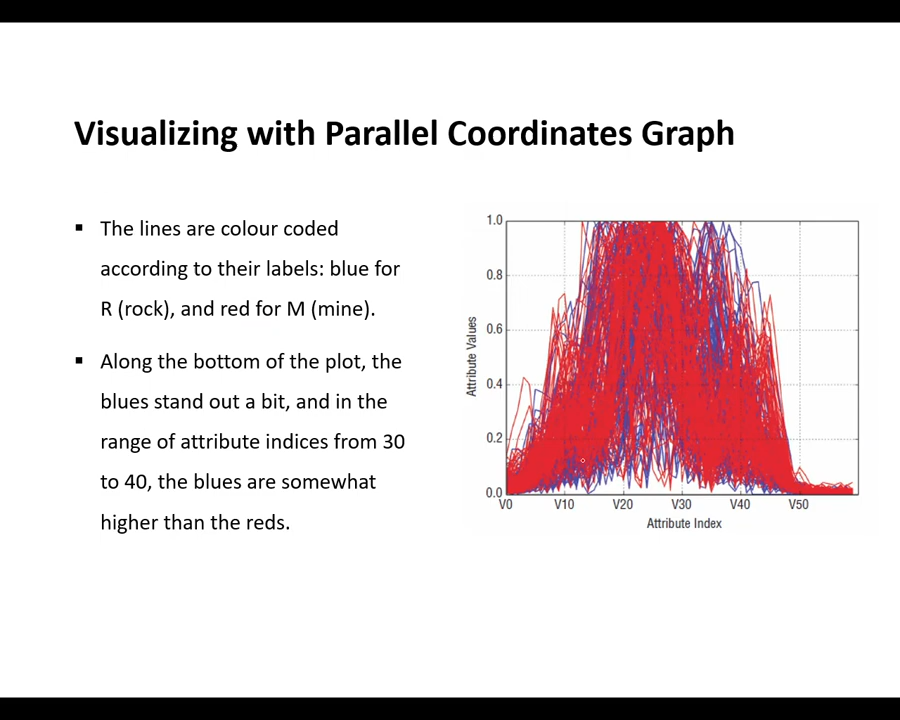 Visualizing with Parallel Coordinates Graph
▪ The lines are colour coded
according to their labels: blue for
R (rock), and red for M (mine).
▪ Along the bottom of the plot, the
blues stand out a bit, and in the
range of attribute indices from 30
to 40, the blues are somewhat
higher than the reds.
1.0
0.8
0.6
0.4
0.2
0.0
Attribute Values
V0 V10 V20 V30 V40 V50
Attribute Index